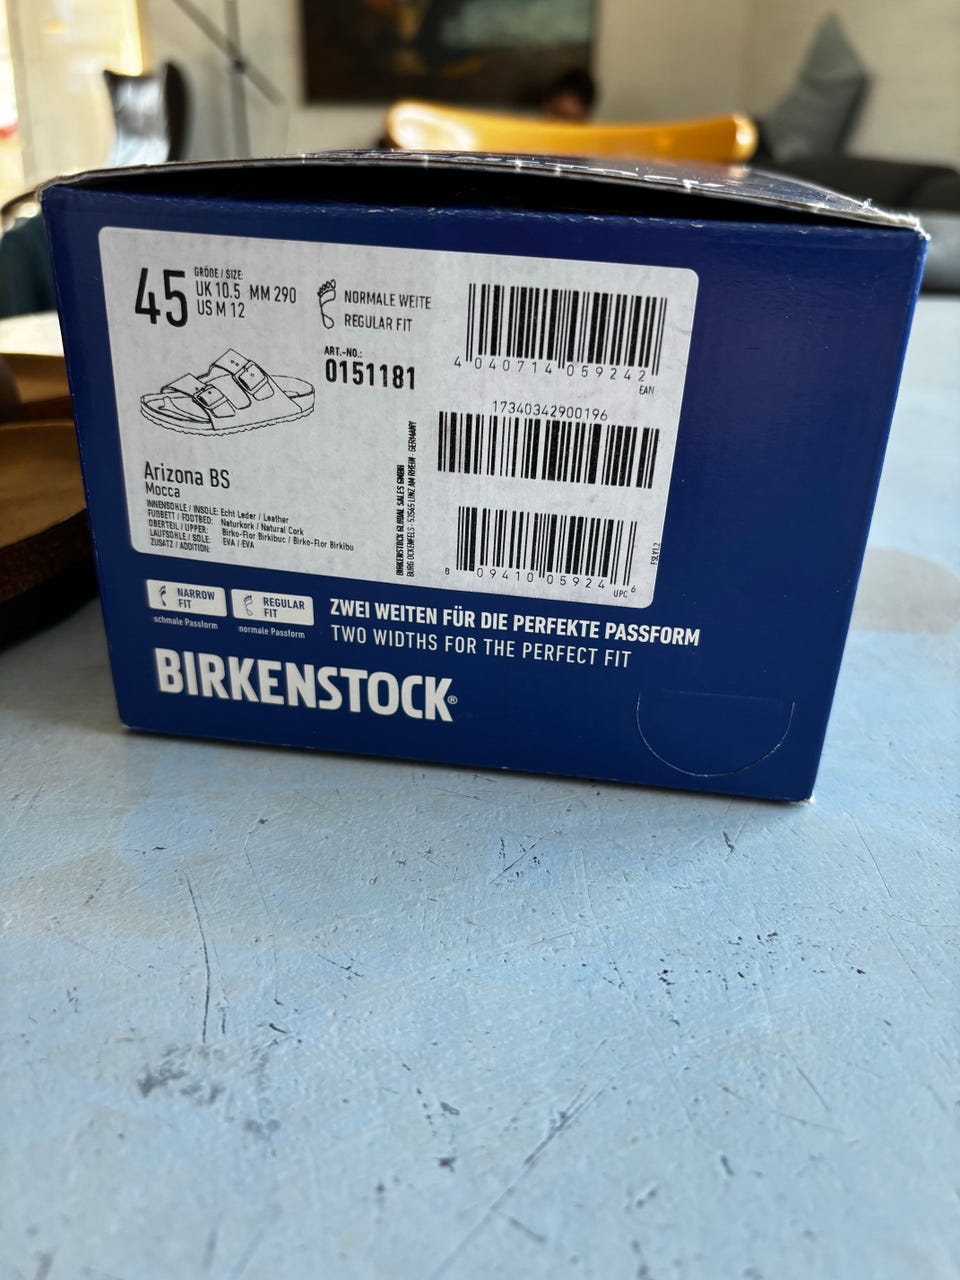 45
GRÖßE / SIZE:
UK 10.5 MM 290
US M 12
NORMALE WEITE
REGULAR FIT
ART.-NO.:
0151181
4 040714 059242
EAN
17340342900196
Arizona BS
Mocca
INNENSOHLE / INSOLE: Echt Leder / Leather
FUßBETT / FOOTBED: Naturkork / Natural Cork
OBERTEIL / UPPER: Birko-Flor Birkibuc / Birko-Flor Birkibu
LAUFSOHLE / SOLE: EVA / EVA
ZUSATZ / ADDITION:
BIRKENSTOCK GLOBAL SALES GMBH
BURG OCKENFELS · 53545 LINZ AM RHEIN · GERMANY
8 09410 05924 6
UPC
NARROW
FIT
schmale Passform
REGULAR
FIT
normale Passform
ZWEI WEITEN FÜR DIE PERFEKTE PASSFORM
TWO WIDTHS FOR THE PERFECT FIT
BIRKENSTOCK®